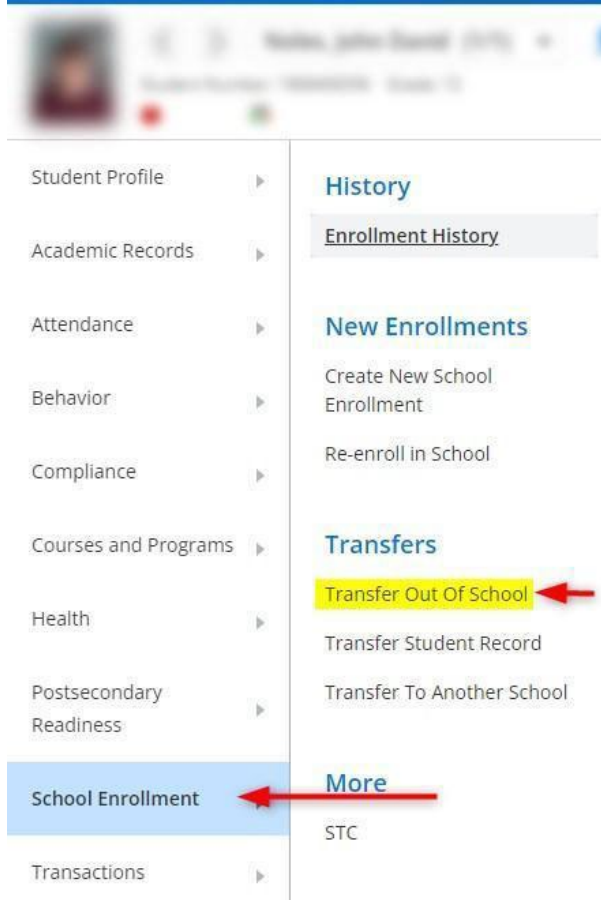 Student Profile
Academic Records
Attendance
Behavior
Compliance
Courses and Programs
Health
Postsecondary
Readiness
School Enrollment
Transactions
History
Enrollment History
New Enrollments
Create New School
Enrollment
Re-enroll in School
Transfers
Transfer Out Of School
Transfer Student Record
Transfer To Another School
More
STC